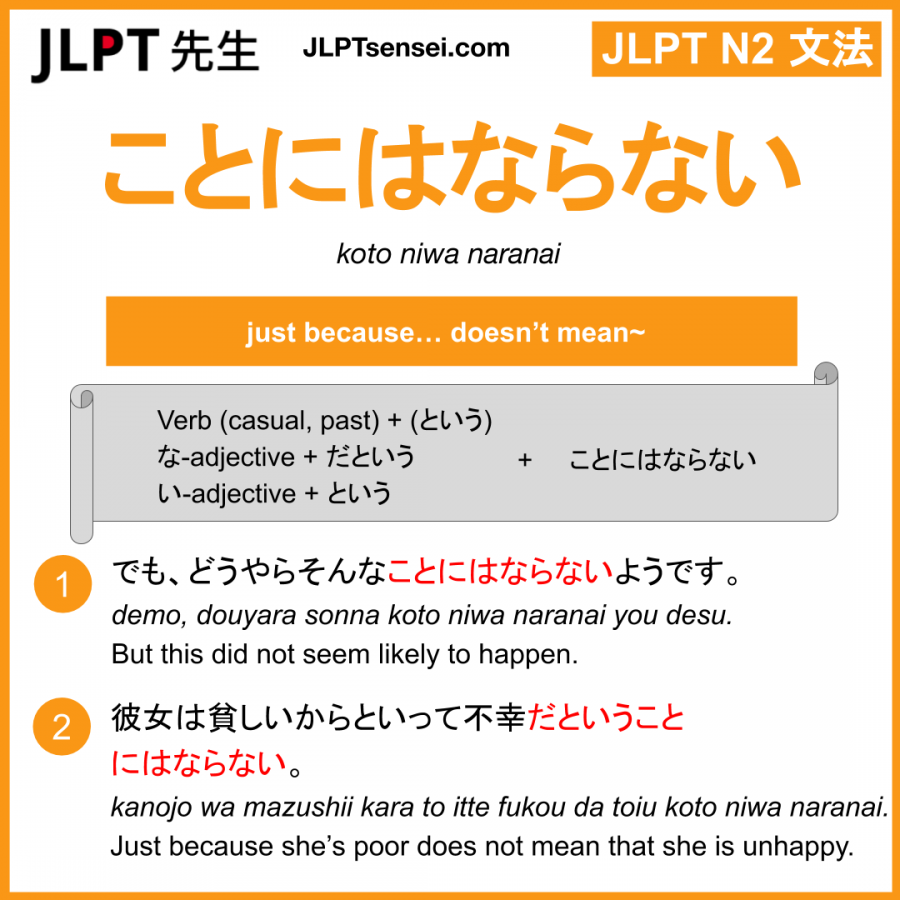 JLPT 先生
JLPTsensei.com
JLPT N2 文法
ことにはならない
koto niwa naranai
just because... doesn't mean~
Verb (casual, past) + (という)
な-adjective + だという
い-adjective + という
+ ことにはならない
1
でも、どうやらそんなことにはならないようです。
demo, douyara sonna koto niwa naranai you desu.
But this did not seem likely to happen.
2
彼女は貧しいからといって不幸だということ
にはならない。
kanojo wa mazushii kara to itte fukou da toiu koto niwa naranai.
Just because she's poor does not mean that she is unhappy.